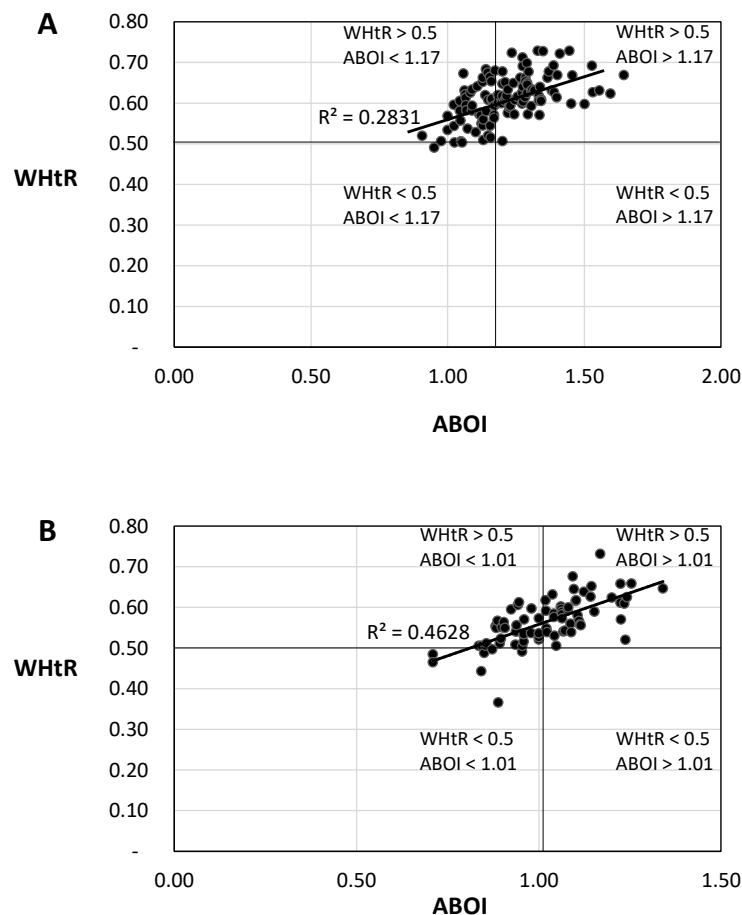 A
0.80
WHtR > 0.5
ABOI < 1.17
WHtR > 0.5
ABOI > 1.17
0.70
0.60
R² = 0.2831
0.50
WHtR
0.40
WHtR < 0.5
ABOI < 1.17
WHtR < 0.5
ABOI > 1.17
0.30
0.20
0.10
-
0.00 0.50 1.00 1.50 2.00
ABOI
B
0.80
WHtR > 0.5
ABOI < 1.01
WHtR > 0.5
ABOI > 1.01
0.70
0.60
R² = 0.4628
0.50
WHtR
0.40
0.30
WHtR < 0.5
ABOI < 1.01
WHtR < 0.5
ABOI > 1.01
0.20
0.10
-
0.00 0.50 1.00 1.50
ABOI